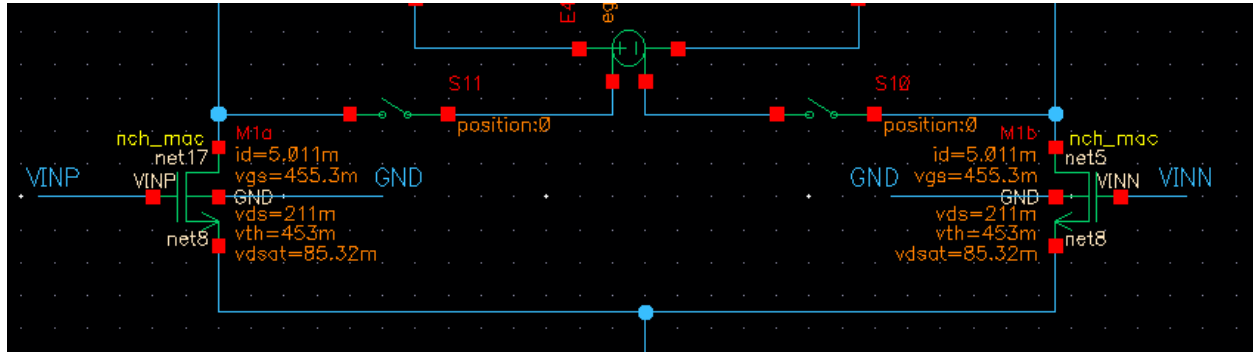 E4
eg
S11
S10
position:0
position:0
nch_mac
M1a
M1b
nch_mac
net17
id=5.011m
id=5.011m
net5
VINP
VINP
vgs=455.3m
GND
GND
vgs=455.3m
VINN
VINN
GND
GND
vds=211m
vds=211m
net8
vth=453m
vth=453m
net8
vdsat=85.32m
vdsat=85.32m